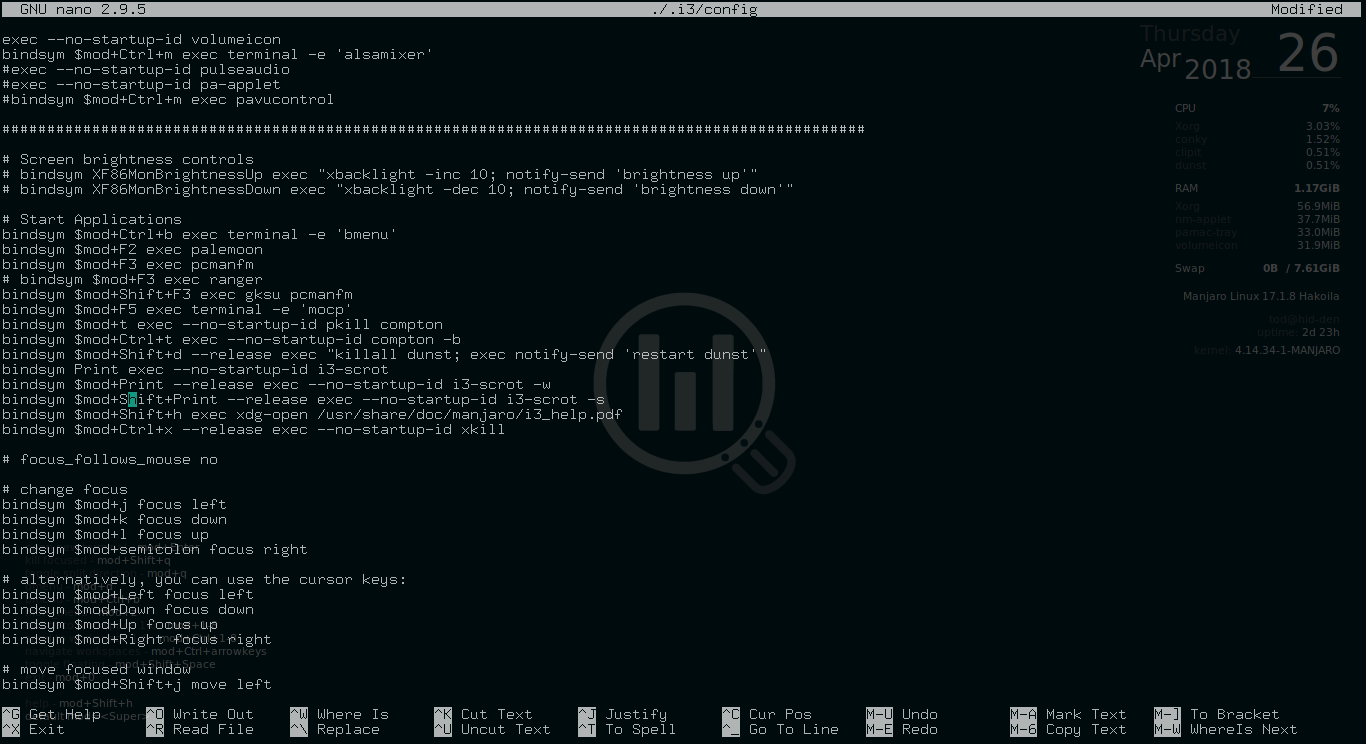 GNU nano 2.9.5 ./.i3/config Modified
exec --no-startup-id volumeicon
bindsym $mod+Ctrl+m exec terminal -e 'alsamixer'
#exec --no-startup-id pulseaudio
#exec --no-startup-id pa-applet
#bindsym $mod+Ctrl+m exec pavucontrol
################################################################################################
# Screen brightness controls
# bindsym XF86MonBrightnessUp exec "xbacklight -inc 10; notify-send 'brightness up'"
# bindsym XF86MonBrightnessDown exec "xbacklight -dec 10; notify-send 'brightness down'"
# Start Applications
bindsym $mod+Ctrl+b exec terminal -e 'bmenu'
bindsym $mod+F2 exec palemoon
bindsym $mod+F3 exec pcmanfm
# bindsym $mod+F3 exec ranger
bindsym $mod+Shift+F3 exec gksu pcmanfm
bindsym $mod+F5 exec terminal -e 'mocp'
bindsym $mod+t exec --no-startup-id pkill compton
bindsym $mod+Ctrl+t exec --no-startup-id compton -b
bindsym $mod+Shift+d --release exec "killall dunst; exec notify-send 'restart dunst'"
bindsym Print exec --no-startup-id i3-scrot
bindsym $mod+Print --release exec --no-startup-id i3-scrot -w
bindsym $mod+Shift+Print --release exec --no-startup-id i3-scrot -s
bindsym $mod+Shift+h exec xdg-open /usr/share/doc/manjaro/i3_help.pdf
bindsym $mod+Ctrl+x --release exec --no-startup-id xkill
# focus_follows_mouse no
# change focus
bindsym $mod+j focus left
bindsym $mod+k focus down
bindsym $mod+l focus up
bindsym $mod+semicolon focus right
# alternatively, you can use the cursor keys:
bindsym $mod+Left focus left
bindsym $mod+Down focus down
bindsym $mod+Up focus up
bindsym $mod+Right focus right
# move focused window
bindsym $mod+Shift+j move left
^G Get Help ^O Write Out ^W Where Is ^K Cut Text ^J Justify ^C Cur Pos M-U Undo M-A Mark Text M-] To Bracket
^X Exit ^R Read File ^\ Replace ^U Uncut Text ^T To Spell ^_ Go To Line M-E Redo M-6 Copy Text M-W WhereIs Next
Thursday
Apr 2018 26
CPU 7%
Xorg 3.03%
conky 1.52%
clipit 0.51%
dunst 0.51%
RAM 1.17GiB
Xorg 56.9MiB
nm-applet 37.7MiB
pamac-tray 33.0MiB
volumeicon 31.9MiB
Swap 0B / 7.61GiB
Manjaro Linux 17.1.8 Hakoila
uptime: 2d 23h
kernel: 4.14.34-1-MANJARO
kill focused - mod+Shift+q
navigate workspaces - mod+Ctrl+arrowkeys
mod+Shift+Space
help - mod+Shift+h